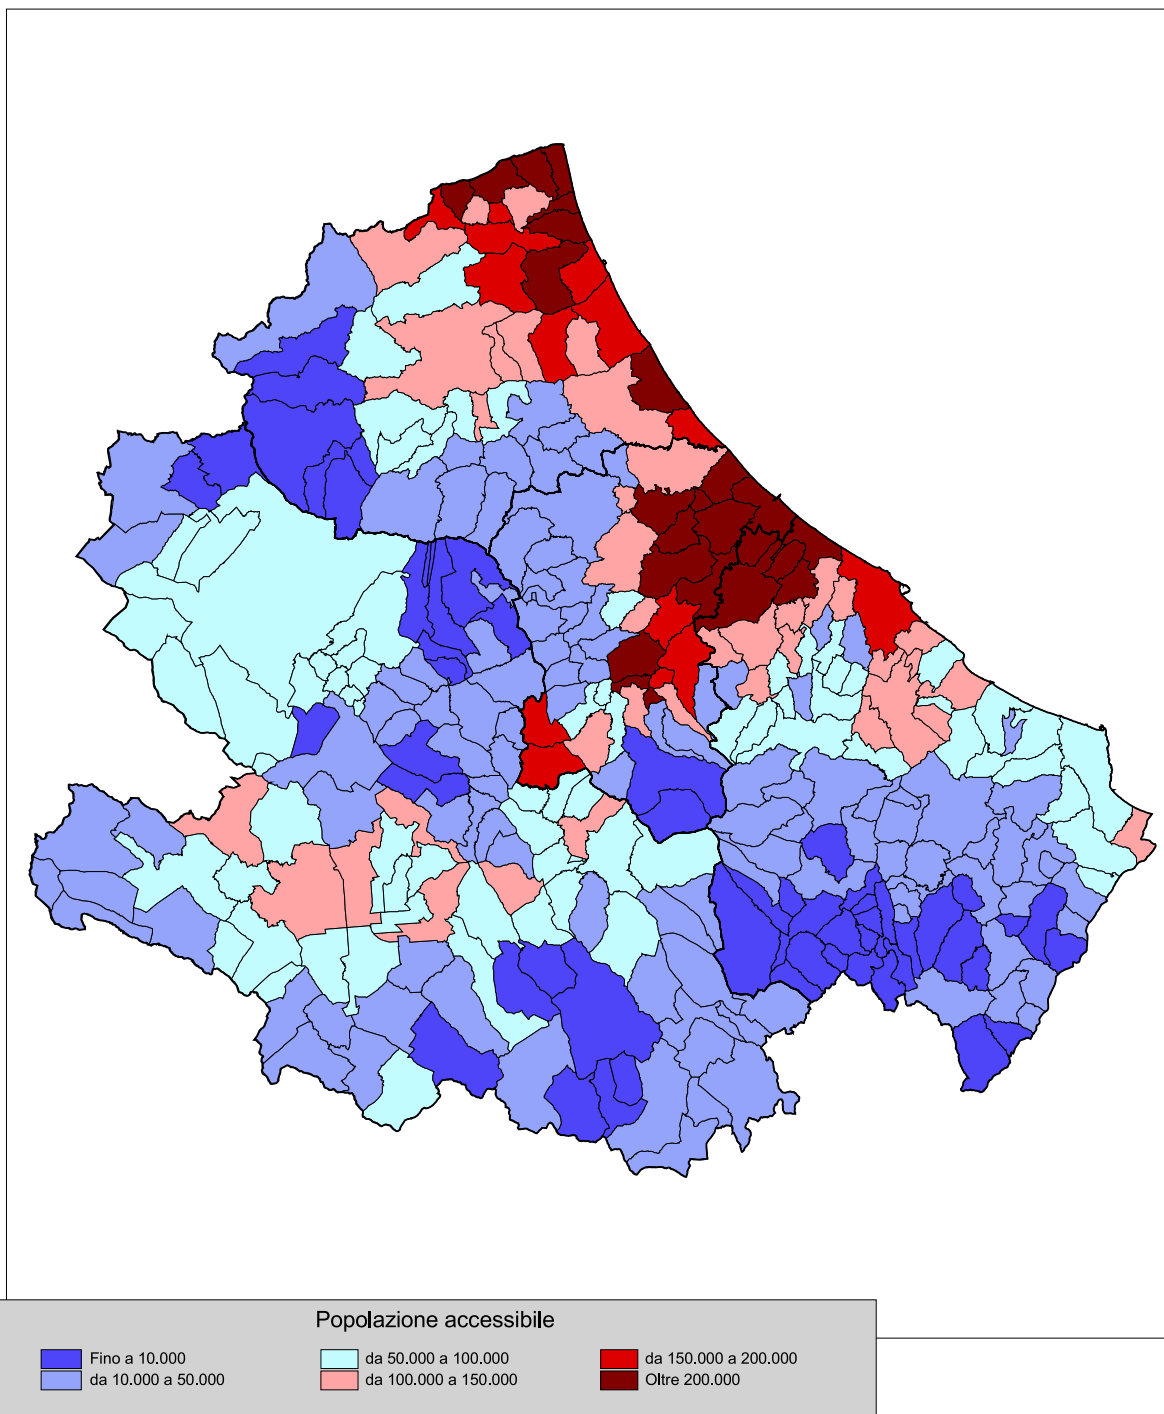 Popolazione accessibile
Fino a 10.000
da 10.000 a 50.000
da 50.000 a 100.000
da 100.000 a 150.000
da 150.000 a 200.000
Oltre 200.000